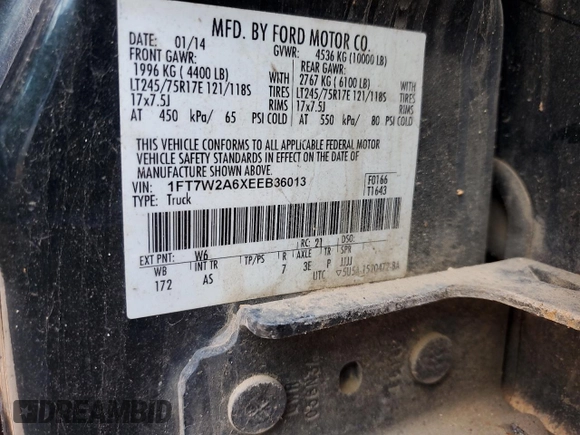 MFD. BY FORD MOTOR CO.
DATE: 01/14 GVWR: 4536 KG (10000 LB)
FRONT GAWR: REAR GAWR:
1996 KG (4400 LB) WITH 2767 KG (6100 LB) WITH
LT245/75R17E 121/118S TIRES LT245/75R17E 121/118S TIRES
17x7.5J RIMS 17x7.5J RIMS
AT 450 kPa/ 65 PSI COLD AT 550 kPa/ 80 PSI COLD
THIS VEHICLE CONFORMS TO ALL APPLICABLE FEDERAL MOTOR
VEHICLE SAFETY STANDARDS IN EFFECT ON THE DATE OF
MANUFACTURE SHOWN ABOVE.
VIN: 1FT7W2A6XEEB36013 F0166
TYPE: Truck T1643
EXT PNT: W6 RC: 21 DSO:
WB INT TR TP/PS R AXLE TR SPR
172 AS 7 3E P JJJJ
UTC
DREAMBID